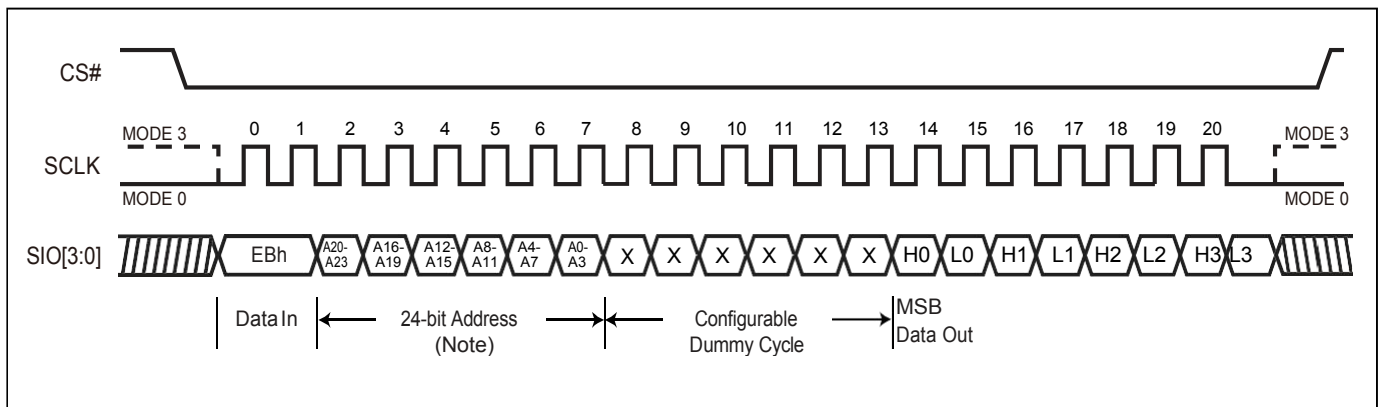 CS#
MODE 3
0 1 2 3 4 5 6 7 8 9 10 11 12 13 14 15 16 17 18 19 20
MODE 3
SCLK
MODE 0
MODE 0
SIO[3:0]
EBh
A20-
A23
A16-
A19
A12-
A15
A8-
A11
A4-
A7
A0-
A3
X X X X X X H0 L0 H1 L1 H2 L2 H3 L3
Data In
24-bit Address
(Note)
Configurable
Dummy Cycle
MSB
Data Out